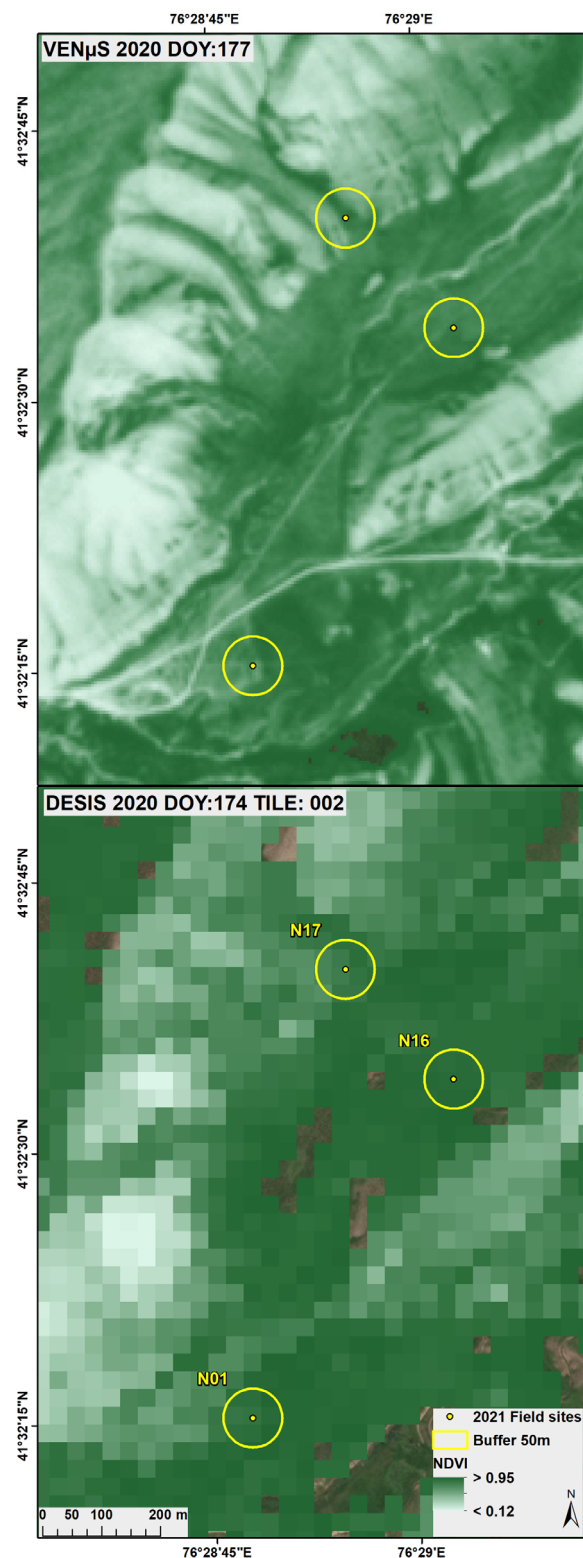 76°28'45"E
76°29'E
VENµS 2020 DOY:177
41°32'45"N
41°32'30"N
41°32'15"N
DESIS 2020 DOY:174 TILE: 002
41°32'45"N
N17
N16
41°32'30"N
N01
41°32'15"N
2021 Field sites
Buffer 50m
NDVI
> 0.95
< 0.12
N
0 50 100 200 m
76°28'45"E
76°29'E